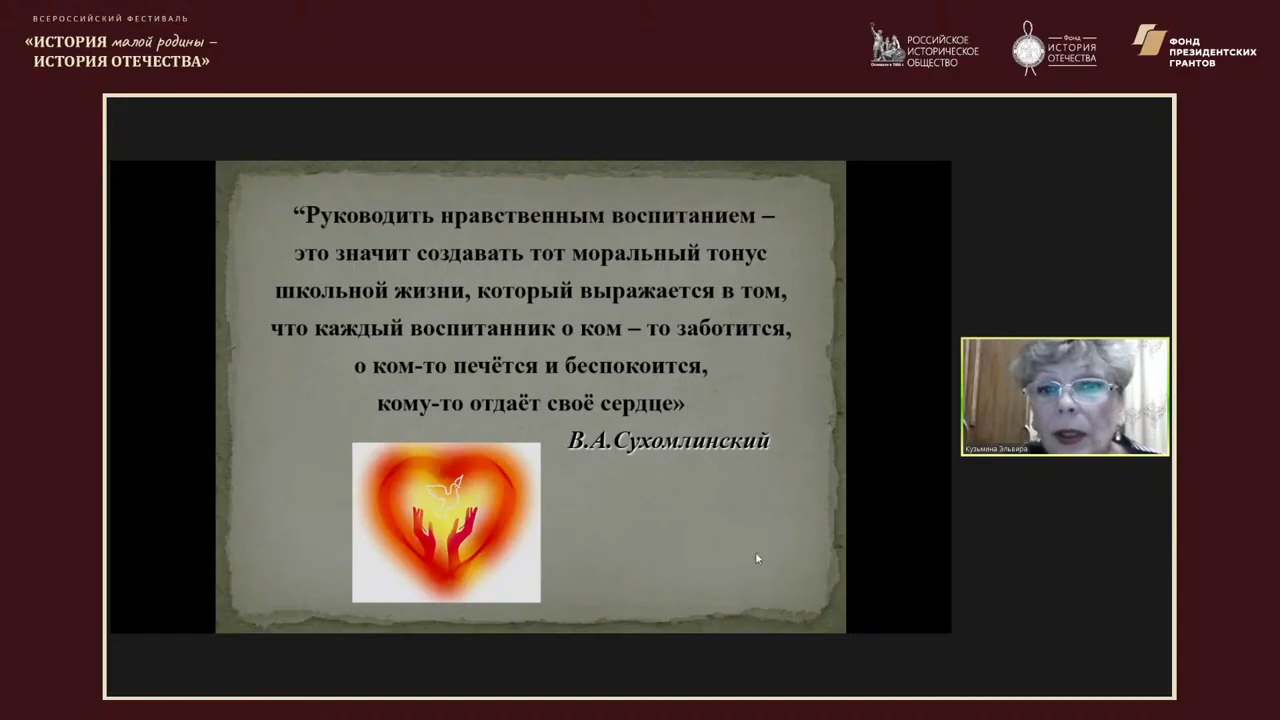 ВСЕРОССИЙСКИЙ ФЕСТИВАЛЬ
«ИСТОРИЯ малой родины –
ИСТОРИЯ ОТЕЧЕСТВА»
РОССИЙСКОЕ
ИСТОРИЧЕСКОЕ
ОБЩЕСТВО
Основано в 1866 г
Фонд
ИСТОРИЯ
ОТЕЧЕСТВА
ФОНД
ПРЕЗИДЕНТСКИХ
ГРАНТОВ
“Руководить нравственным воспитанием –
это значит создавать тот моральный тонус
школьной жизни, который выражается в том,
что каждый воспитанник о ком – то заботится,
о ком-то печётся и беспокоится,
кому-то отдаёт своё сердце»
В.А.Сухомлинский
Кузьмина Эльвира